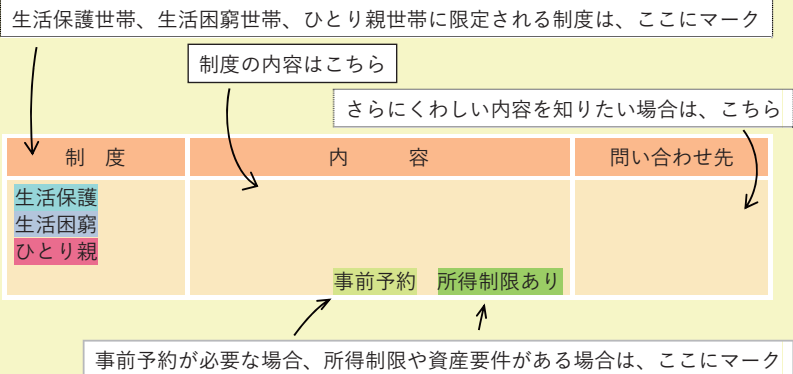 生活保護世帯、生活困窮世帯、ひとり親世帯に限定される制度は、ここにマーク
制度の内容はこちら
さらにくわしい内容を知りたい場合は、こちら
制　度　内　容　問い合わせ先
生活保護
生活困窮
ひとり親
事前予約　所得制限あり
事前予約が必要な場合、所得制限や資産要件がある場合は、ここにマーク